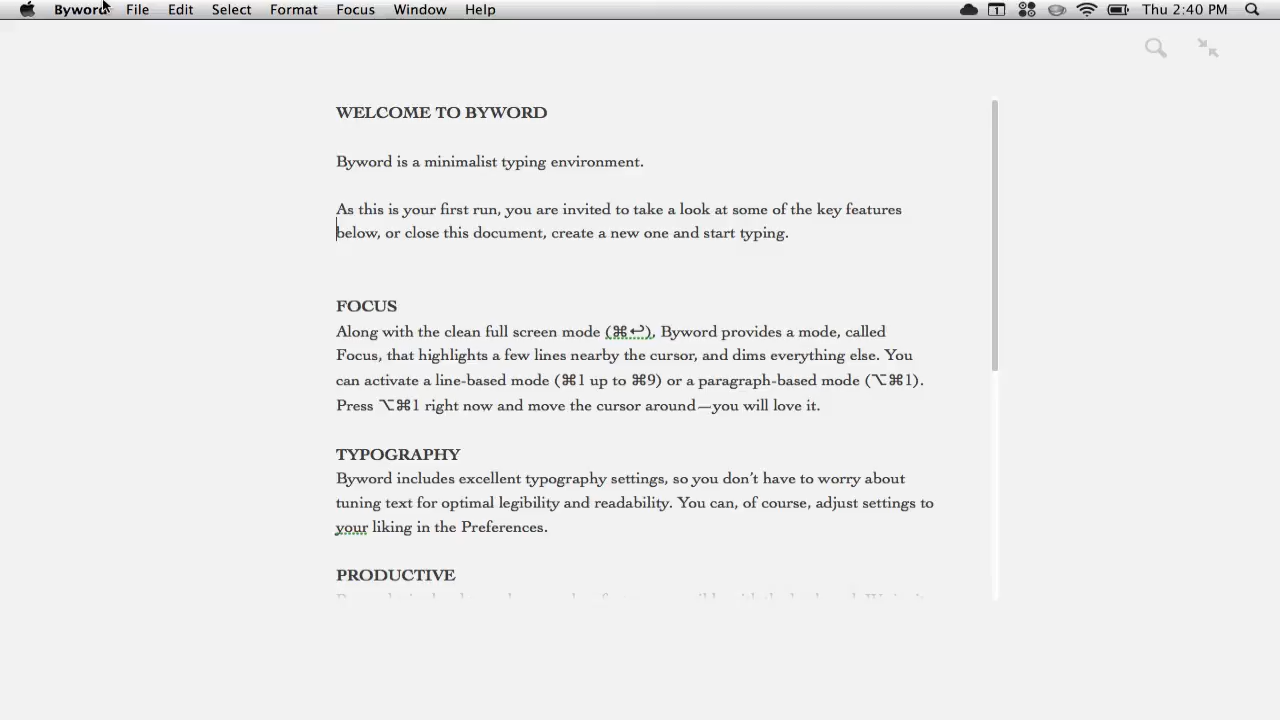 Byword File Edit Select Format Focus Window Help 1 Thu 2:40 PM
WELCOME TO BYWORD
Byword is a minimalist typing environment.
As this is your first run, you are invited to take a look at some of the key features
below, or close this document, create a new one and start typing.
FOCUS
Along with the clean full screen mode (⌘↩), Byword provides a mode, called
Focus, that highlights a few lines nearby the cursor, and dims everything else. You
can activate a line-based mode (⌘1 up to ⌘9) or a paragraph-based mode (⌥⌘1).
Press ⌥⌘1 right now and move the cursor around—you will love it.
TYPOGRAPHY
Byword includes excellent typography settings, so you don’t have to worry about
tuning text for optimal legibility and readability. You can, of course, adjust settings to
your liking in the Preferences.
PRODUCTIVE